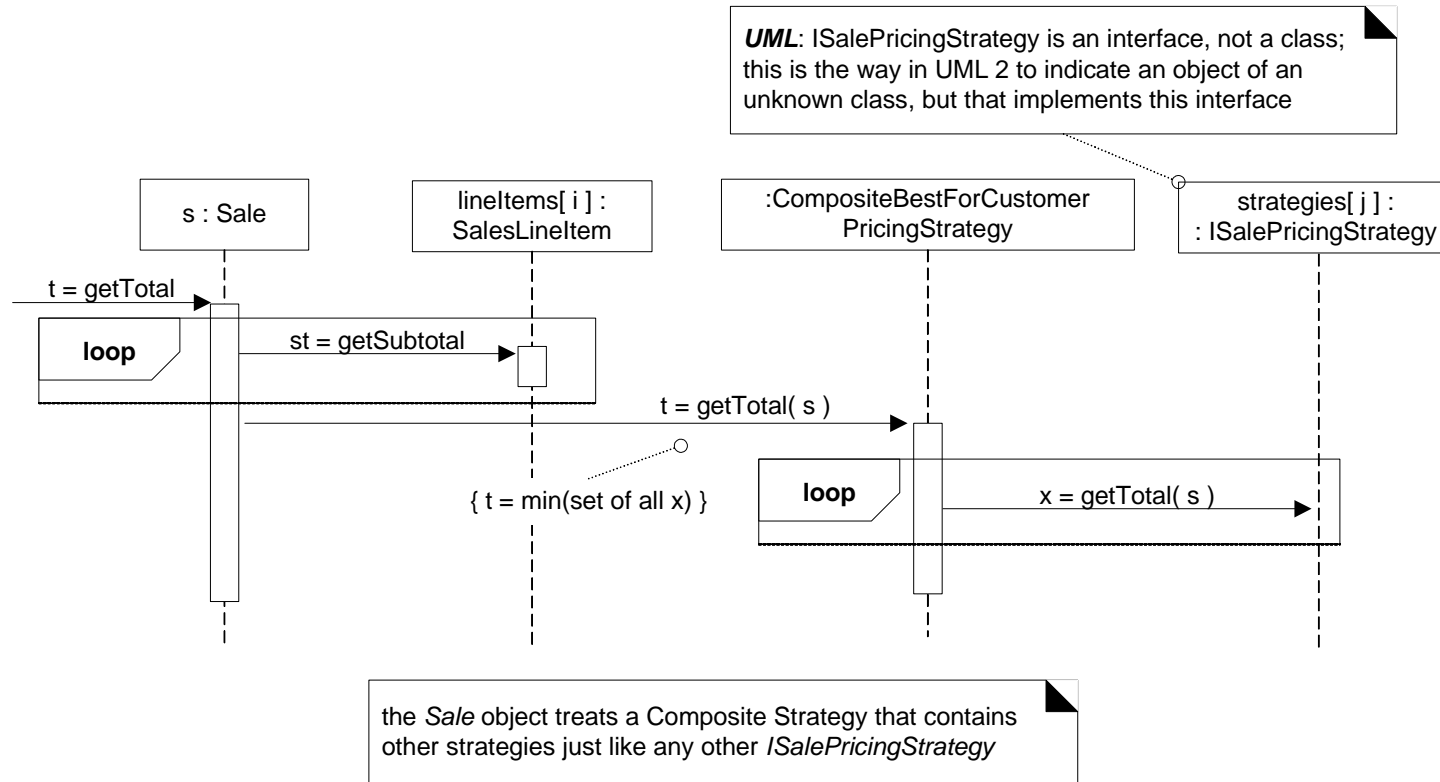 UML: ISalePricingStrategy is an interface, not a class;
this is the way in UML 2 to indicate an object of an
unknown class, but that implements this interface
s : Sale
lineItems[ i ] :
SalesLineItem
:CompositeBestForCustomer
PricingStrategy
strategies[ j ] :
: ISalePricingStrategy
t = getTotal
loop
st = getSubtotal
t = getTotal( s )
{ t = min(set of all x) }
loop
x = getTotal( s )
the Sale object treats a Composite Strategy that contains
other strategies just like any other ISalePricingStrategy